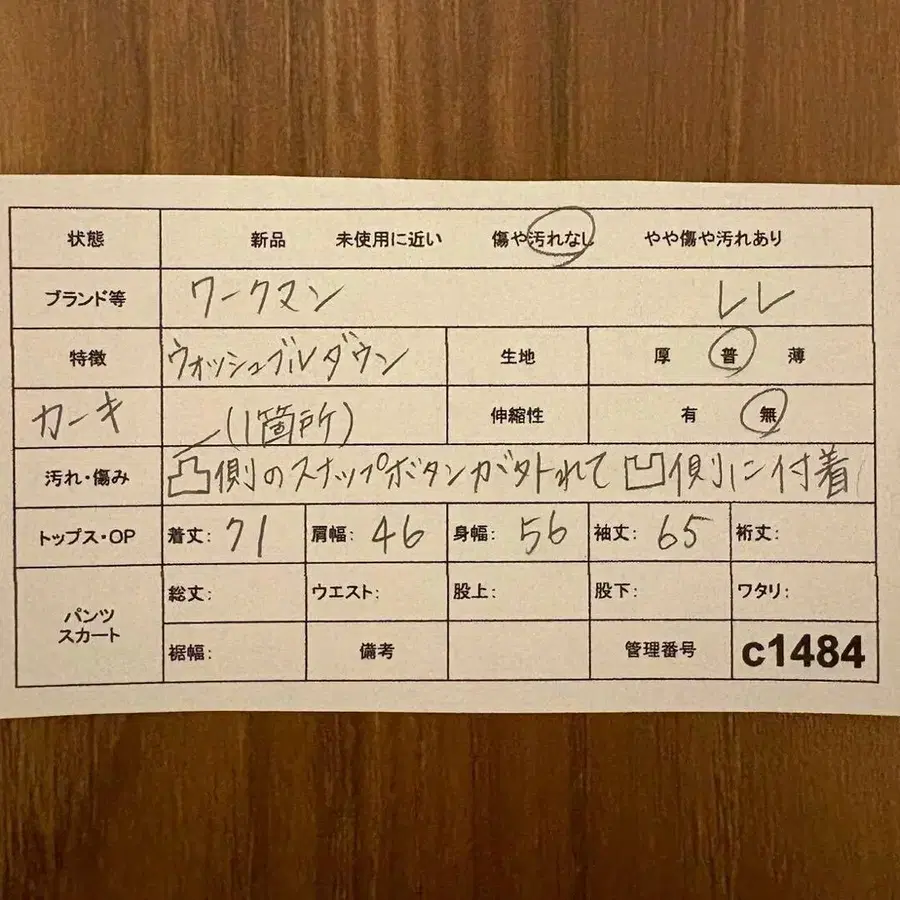 状態 新品 未使用に近い 傷や汚れなし やや傷や汚れあり
ブランド等 ワークマン LL
特徴 ウォッシュブルダウン 生地 厚 普 薄
カーキ (1箇所) 伸縮性 有 無
汚れ・傷み 凸側のスナップボタンが外れて凹側に付着
トップス・OP 着丈: 71 肩幅: 46 身幅: 56 袖丈: 65 裄丈:
パンツ スカート 総丈: ウエスト: 股上: 股下: ワタリ:
裾幅: 備考 管理番号 c1484